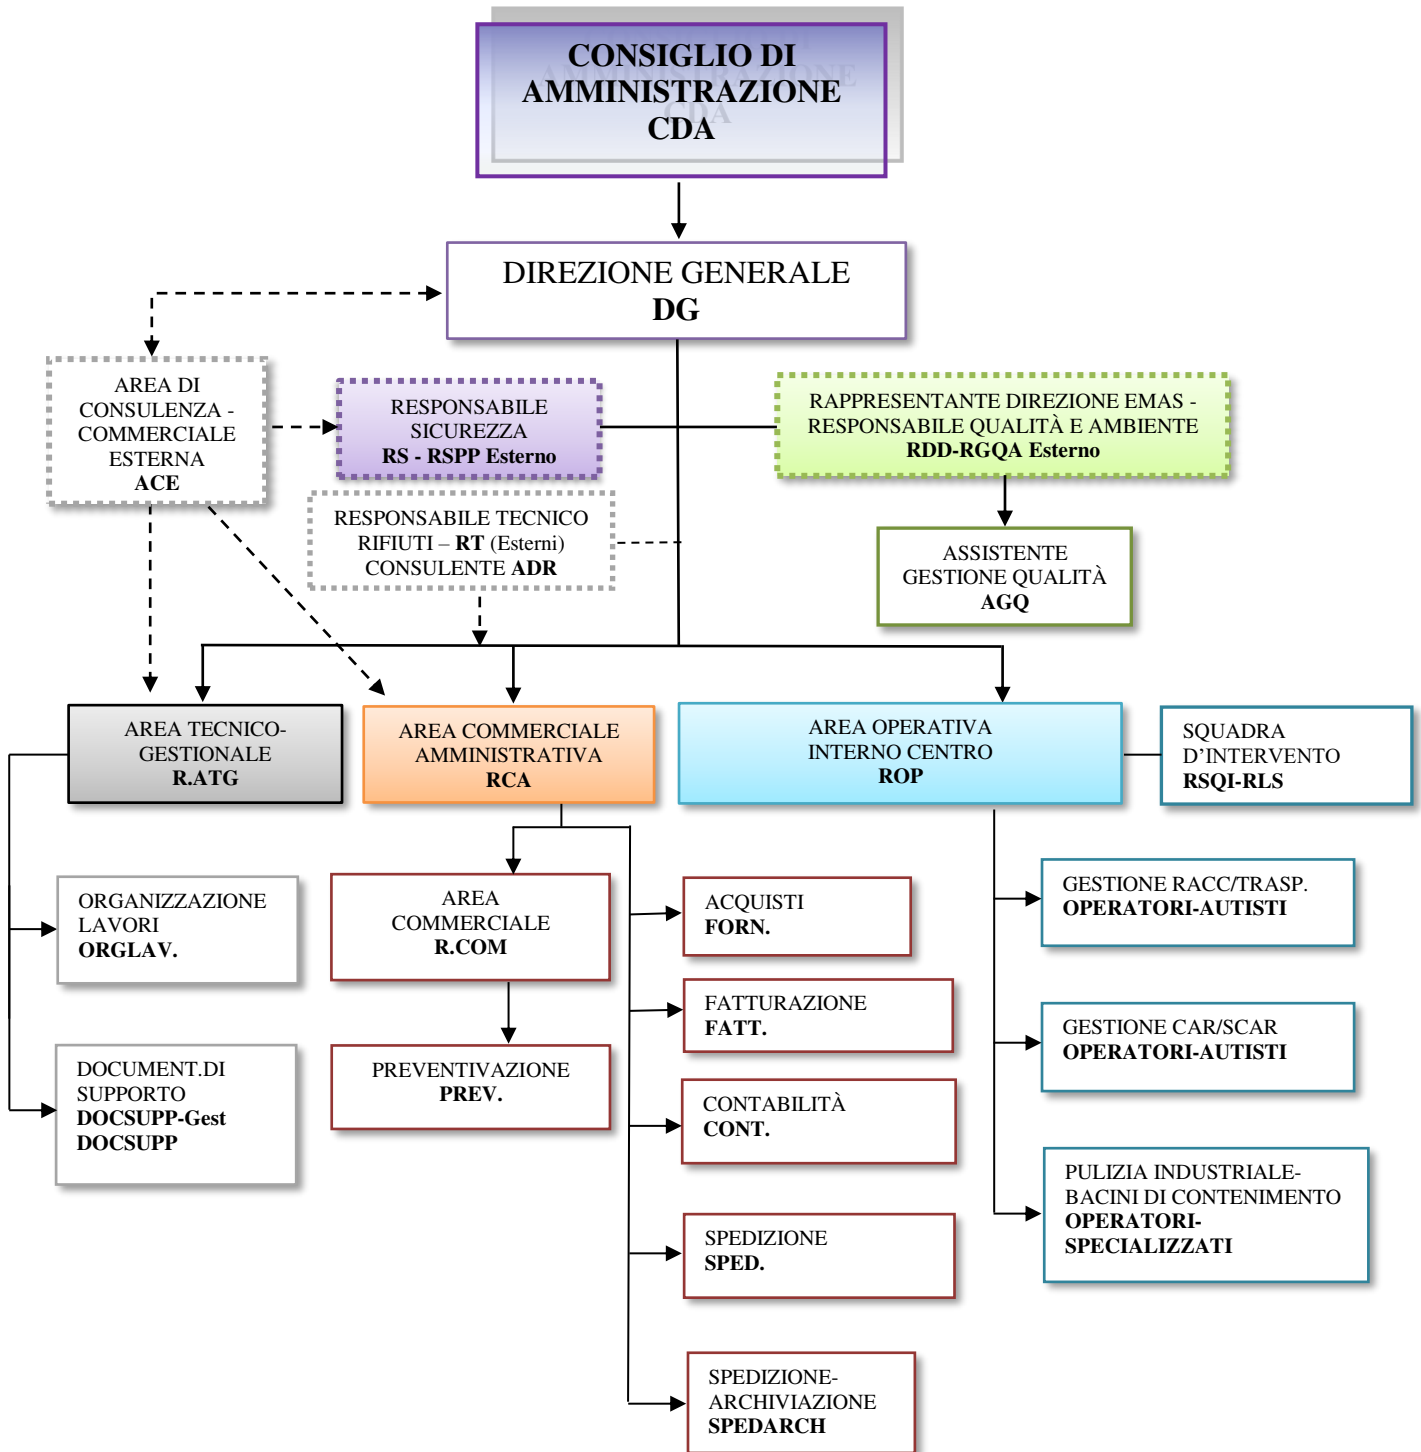 CONSIGLIO DI
AMMINISTRAZIONE
CDA
DIREZIONE GENERALE
DG
AREA DI
CONSULENZA -
COMMERCIALE
ESTERNA
ACE
RESPONSABILE
SICUREZZA
RS - RSPP Esterno
RAPPRESENTANTE DIREZIONE EMAS -
RESPONSABILE QUALITÀ E AMBIENTE
RDD-RGQA Esterno
RESPONSABILE TECNICO
RIFIUTI – RT (Esterni)
CONSULENTE ADR
ASSISTENTE
GESTIONE QUALITÀ
AGQ
AREA TECNICO-
GESTIONALE
R.ATG
AREA COMMERCIALE
AMMINISTRATIVA
RCA
AREA OPERATIVA
INTERNO CENTRO
ROP
SQUADRA
D’INTERVENTO
RSQI-RLS
ORGANIZZAZIONE
LAVORI
ORGLAV.
DOCUMENT.DI
SUPPORTO
DOCSUPP-Gest
DOCSUPP
AREA
COMMERCIALE
R.COM
PREVENTIVAZIONE
PREV.
ACQUISTI
FORN.
FATTURAZIONE
FATT.
CONTABILITÀ
CONT.
SPEDIZIONE
SPED.
SPEDIZIONE-
ARCHIVIAZIONE
SPEDARCH
GESTIONE RACC/TRASP.
OPERATORI-AUTISTI
GESTIONE CAR/SCAR
OPERATORI-AUTISTI
PULIZIA INDUSTRIALE-
BACINI DI CONTENIMENTO
OPERATORI-
SPECIALIZZATI